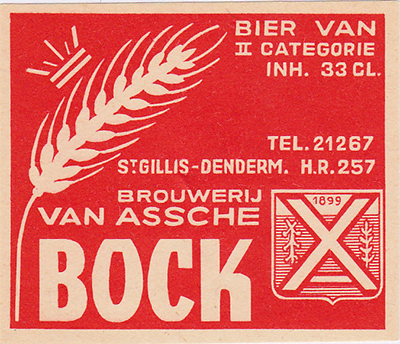 BIER VAN
II CATEGORIE
INH. 33 CL.
TEL. 21267
ST GILLIS-DENDERM. H.R. 257
BROUWERIJ
VAN ASSCHE
BOCK
1899